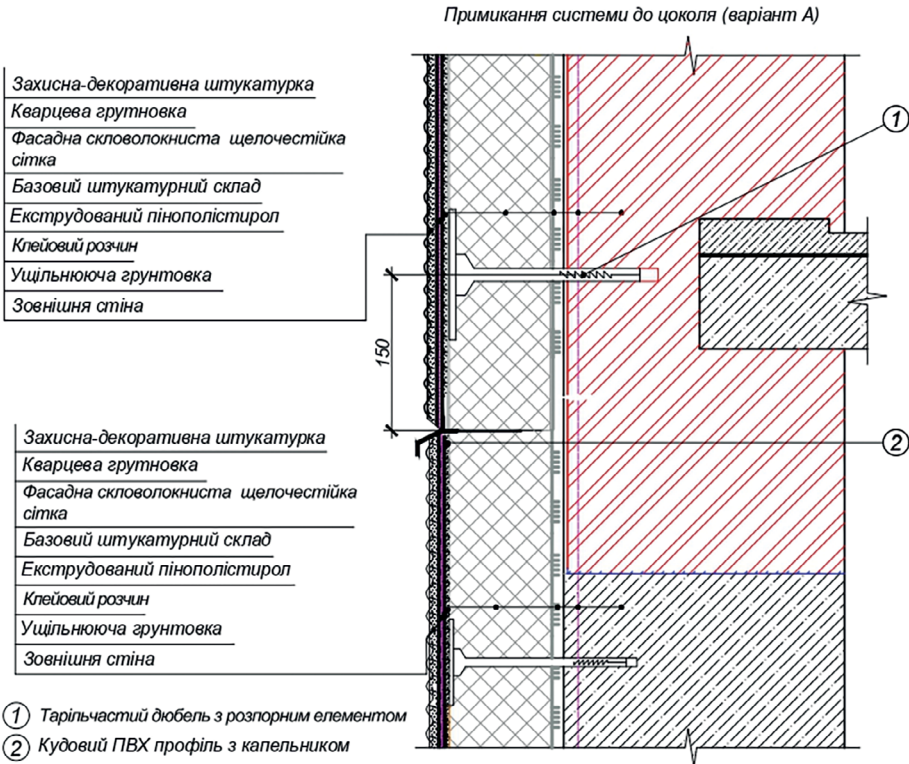 Примикання системи до цоколя (варіант А)
Захисна-декоративна штукатурка
Кварцева грутновка
Фасадна скловолокниста щелочестійка
сітка
Базовий штукатурний склад
Екструдований пінополістирол
Клейовий розчин
Ущільнююча грунтовка
Зовнішня стіна
1
150
Захисна-декоративна штукатурка
Кварцева грутновка
Фасадна скловолокниста щелочестійка
сітка
Базовий штукатурний склад
Екструдований пінополістирол
Клейовий розчин
Ущільнююча грунтовка
Зовнішня стіна
2
1 Тарільчастий дюбель з розпорним елементом
2 Кудовий ПВХ профіль з капельником